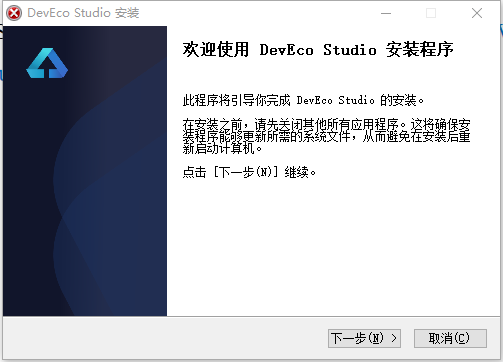 DevEco Studio 安装
欢迎使用 DevEco Studio 安装程序
此程序将引导你完成 DevEco Studio 的安装。
在安装之前，请先关闭其他所有应用程序。这将确保安
装程序能够更新所需的系统文件，从而避免在安装后重
新启动计算机。
点击 [下一步(N)] 继续。
下一步(N) >
取消(C)